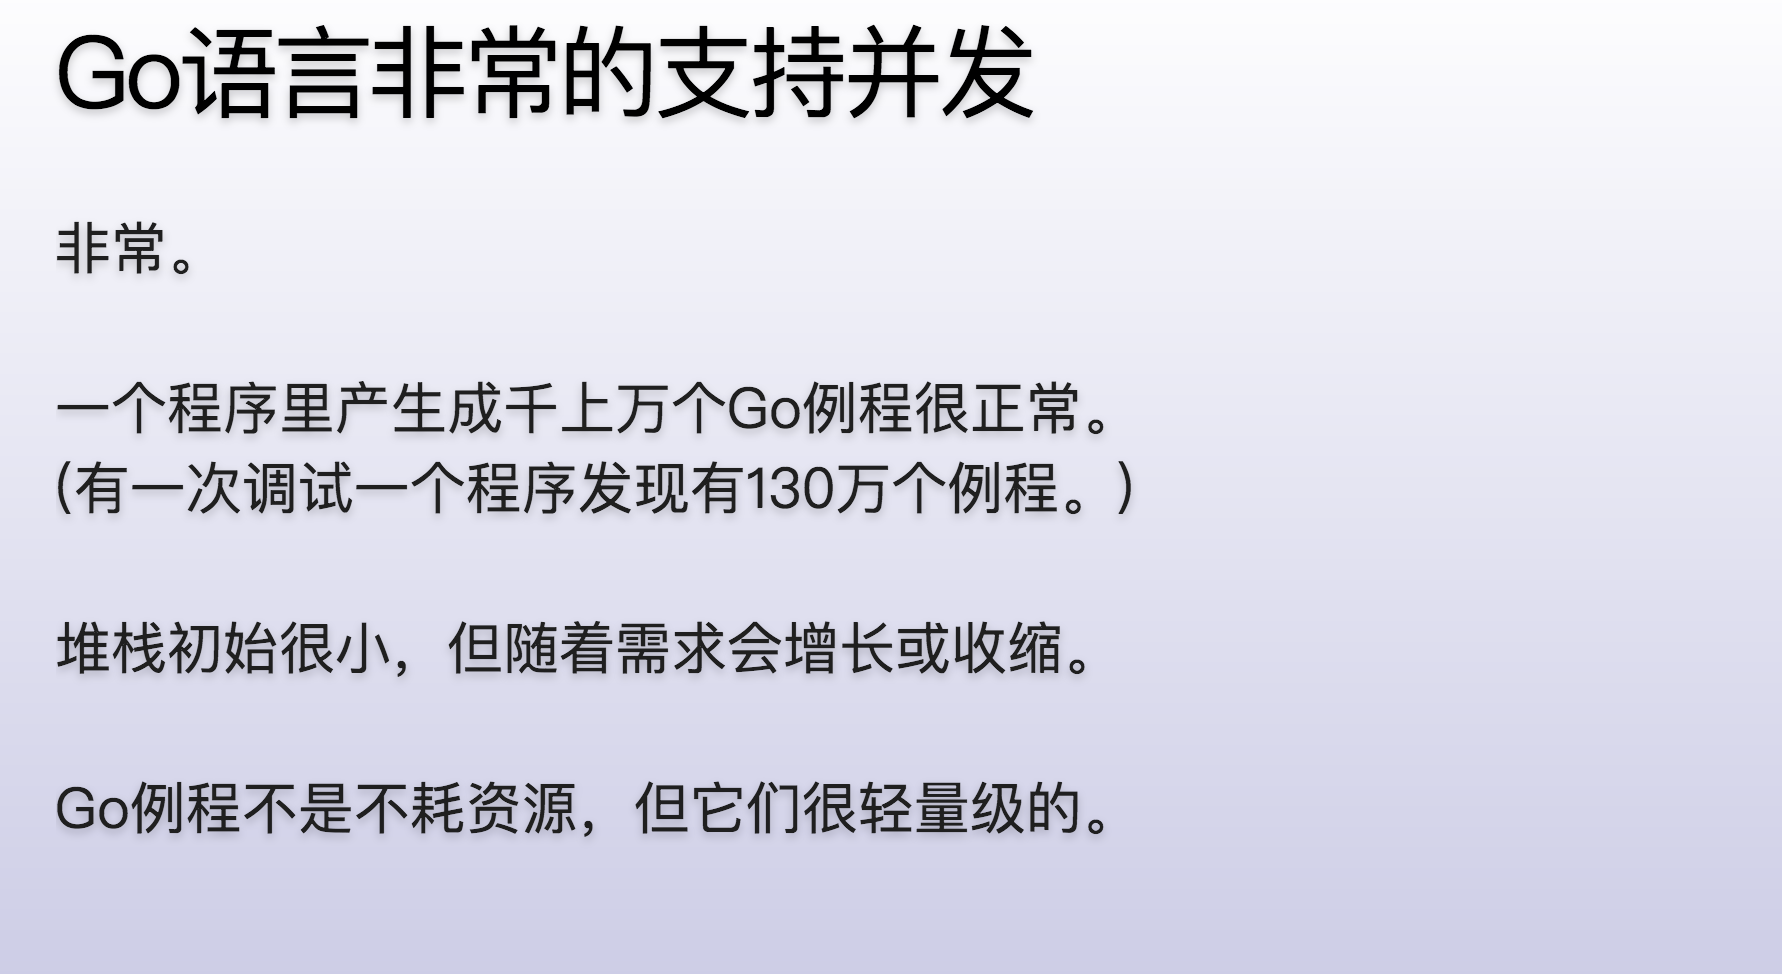 Go语言非常的支持并发
非常。
一个程序里产生成千上万个Go例程很正常。
(有一次调试一个程序发现有130万个例程。)
堆栈初始很小，但随着需求会增长或收缩。
Go例程不是不耗资源，但它们很轻量级的。